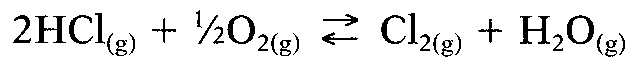 2HCl(g) + ½O2(g) ⇄ Cl2(g) + H2O(g)